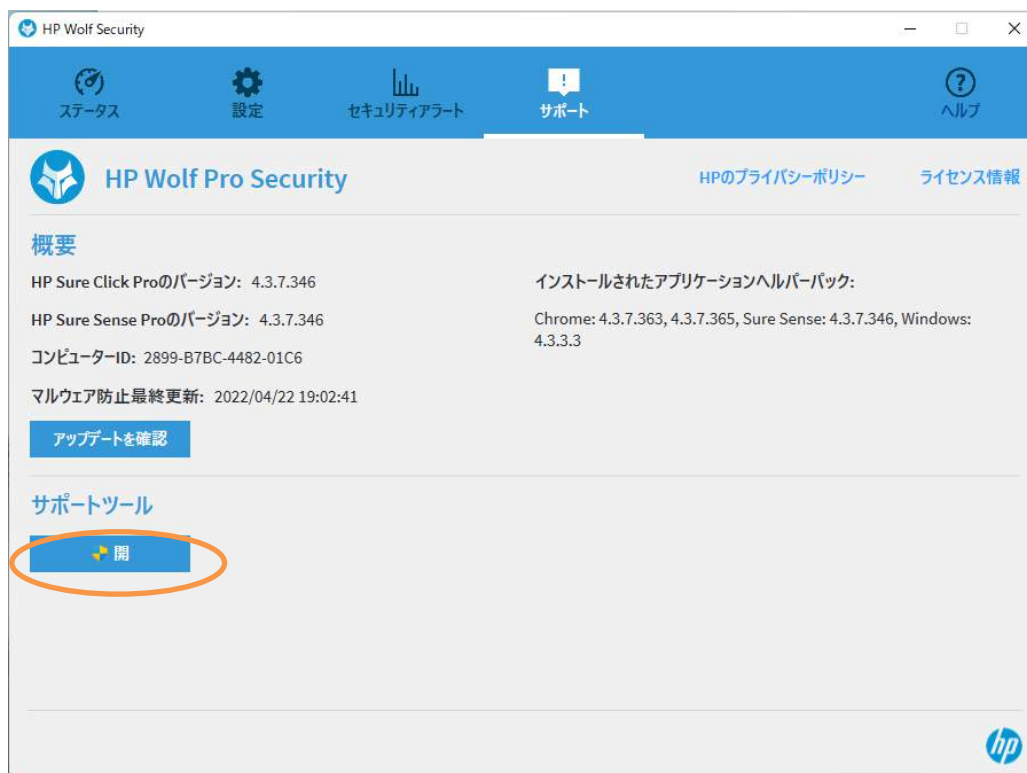 HP Wolf Security
ステータス
設定
セキュリティアラート
サポート
ヘルプ
HP Wolf Pro Security
HPのプライバシーポリシー
ライセンス情報
概要
HP Sure Click Proのバージョン: 4.3.7.346
HP Sure Sense Proのバージョン: 4.3.7.346
コンピューターID: 2899-B7BC-4482-01C6
マルウェア防止最終更新: 2022/04/22 19:02:41
アップデートを確認
インストールされたアプリケーションヘルパーパック:
Chrome: 4.3.7.363, 4.3.7.365, Sure Sense: 4.3.7.346, Windows:
4.3.3.3
サポートツール
開
hp